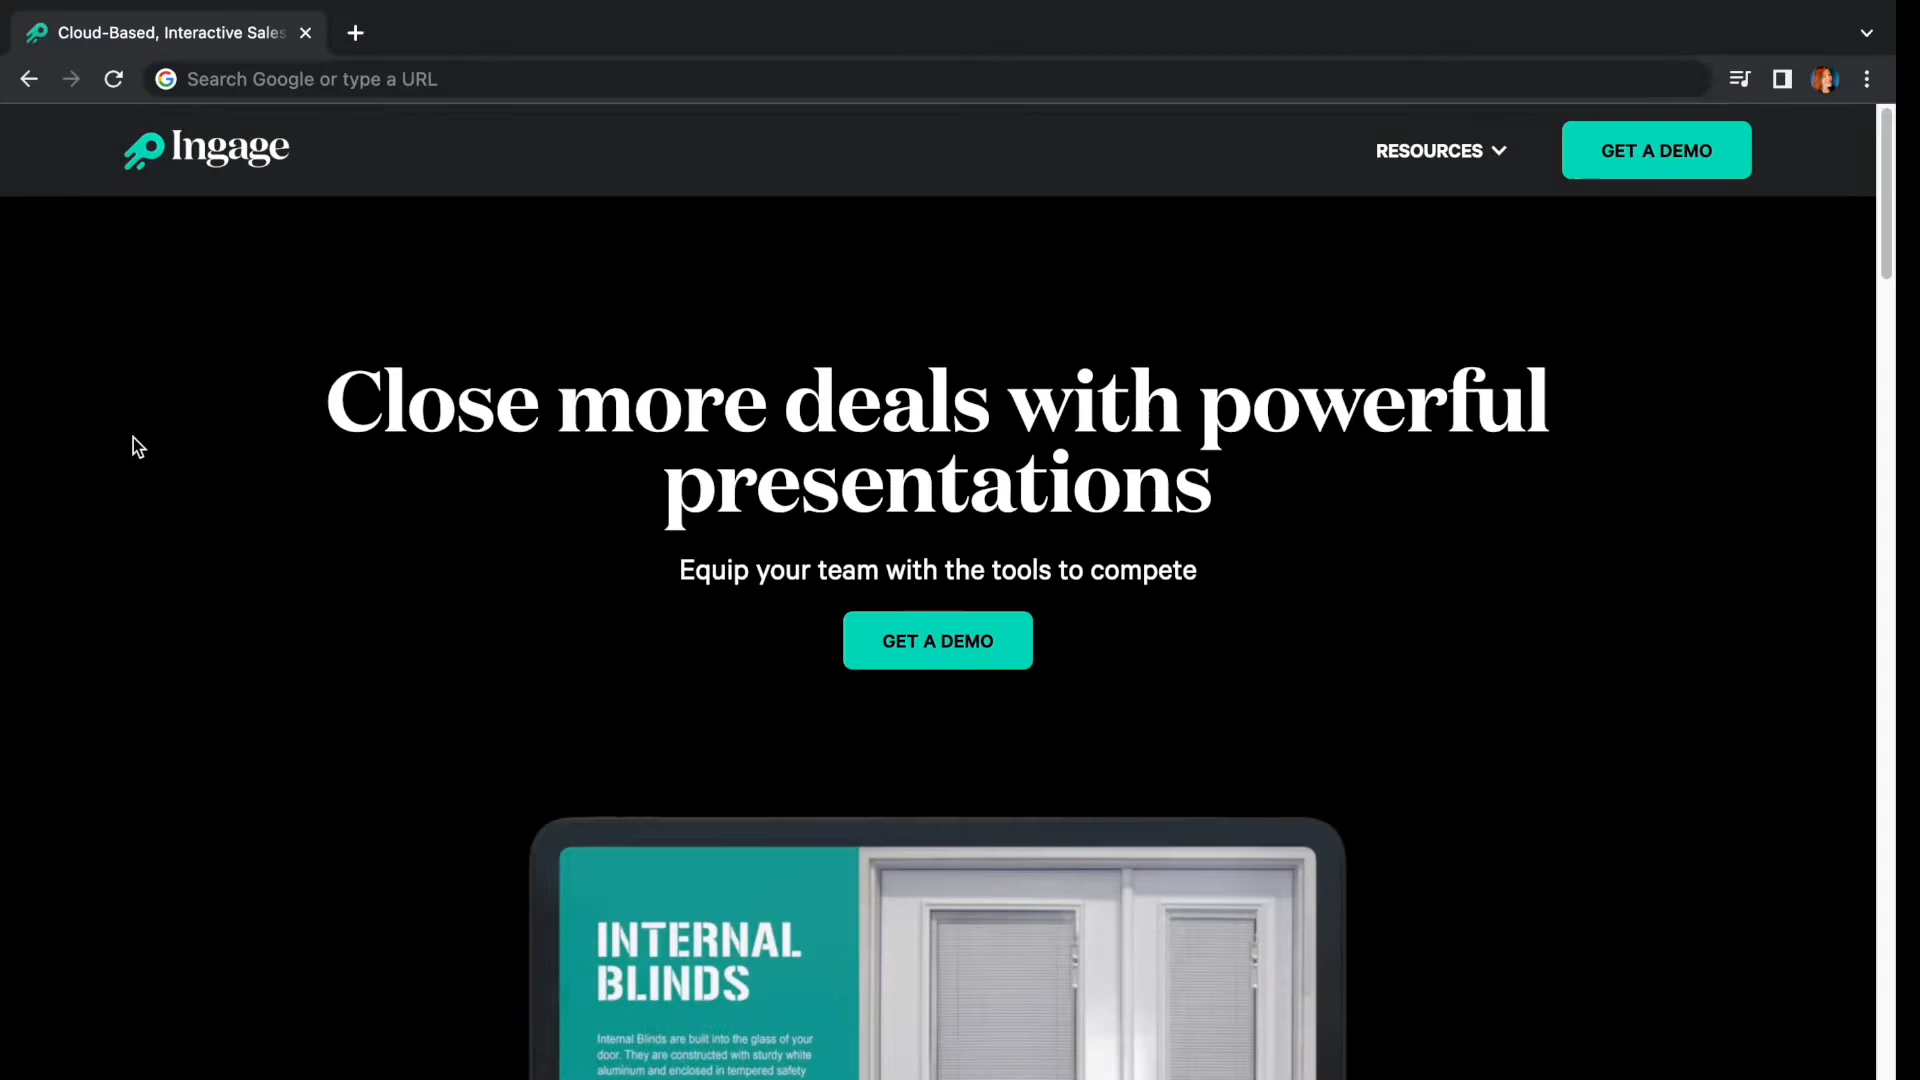 Cloud-Based, Interactive Sales
Search Google or type a URL
Ingage
RESOURCES
GET A DEMO
Close more deals with powerful
presentations
Equip your team with the tools to compete
GET A DEMO
INTERNAL
BLINDS
Internal Blinds are built into the glass of your
door. They are constructed with sturdy white
aluminum and enclosed in tempered safety